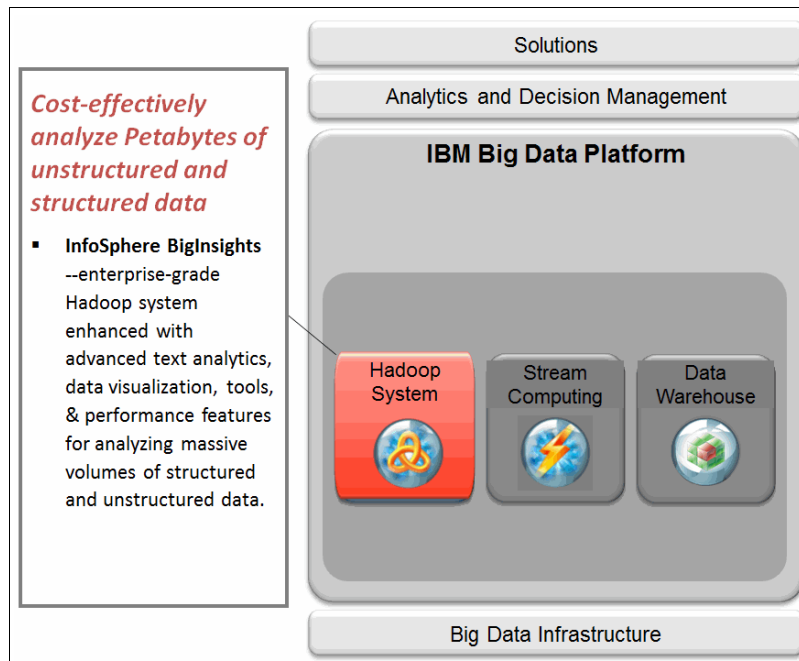 Cost-effectively
analyze Petabytes of
unstructured and
structured data
▪ InfoSphere BigInsights
--enterprise-grade
Hadoop system
enhanced with
advanced text analytics,
data visualization, tools,
& performance features
for analyzing massive
volumes of structured
and unstructured data.
Solutions
Analytics and Decision Management
IBM Big Data Platform
Hadoop
System
Stream
Computing
Data
Warehouse
Big Data Infrastructure